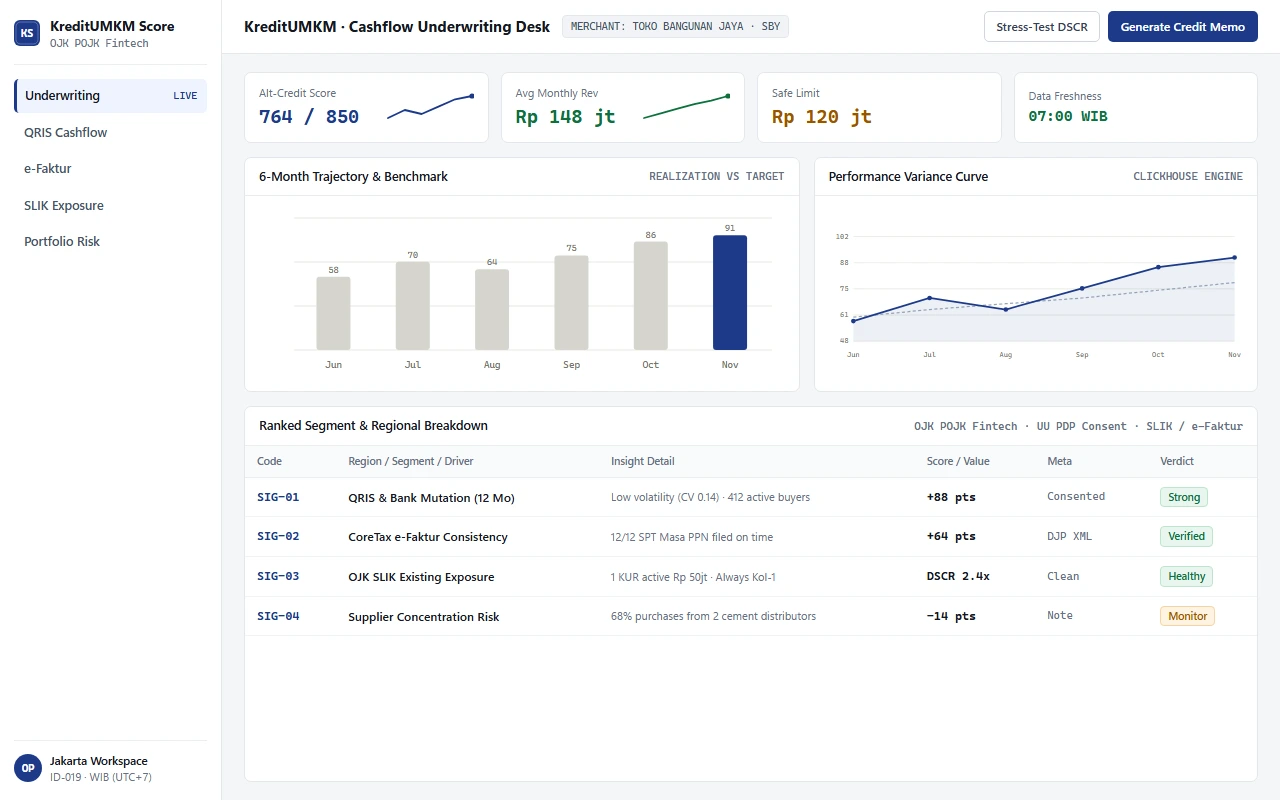 KS
KreditUMKM Score
OJK POJK Fintech
Underwriting LIVE
QRIS Cashflow
e-Faktur
SLIK Exposure
Portfolio Risk
OP
Jakarta Workspace
ID-019 · WIB (UTC+7)
KreditUMKM · Cashflow Underwriting Desk
MERCHANT: TOKO BANGUNAN JAYA · SBY
Stress-Test DSCR
Generate Credit Memo
Alt-Credit Score
764 / 850
Avg Monthly Rev
Rp 148 jt
Safe Limit
Rp 120 jt
Data Freshness
07:00 WIB
6-Month Trajectory & Benchmark
REALIZATION VS TARGET
58 70 64 75 86 91
Jun Jul Aug Sep Oct Nov
Performance Variance Curve
CLICKHOUSE ENGINE
102
88
75
61
48
Jun Jul Aug Sep Oct Nov
Ranked Segment & Regional Breakdown
OJK POJK Fintech · UU PDP Consent · SLIK / e-Faktur
Code Region / Segment / Driver Insight Detail Score / Value Meta Verdict
SIG-01 QRIS & Bank Mutation (12 Mo) Low volatility (CV 0.14) · 412 active buyers +88 pts Consented Strong
SIG-02 CoreTax e-Faktur Consistency 12/12 SPT Masa PPN filed on time +64 pts DJP XML Verified
SIG-03 OJK SLIK Existing Exposure 1 KUR active Rp 50jt · Always Kol-1 DSCR 2.4x Clean Healthy
SIG-04 Supplier Concentration Risk 68% purchases from 2 cement distributors −14 pts Note Monitor